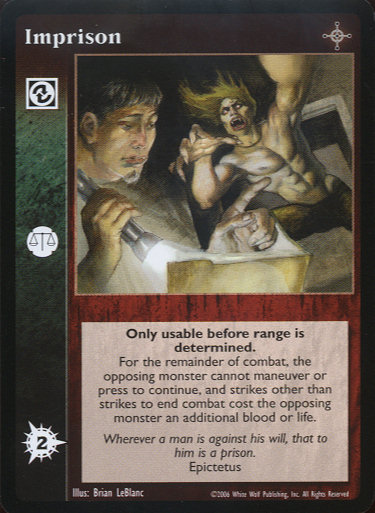 Imprison
Only usable before range is
determined.
For the remainder of combat, the
opposing monster cannot maneuver or
press to continue, and strikes other than
strikes to end combat cost the opposing
monster an additional blood or life.
Wherever a man is against his will, that to
him is a prison.
Epictetus
2
Illus: Brian LeBlanc
©2006 White Wolf Publishing, Inc. All Rights Reserved